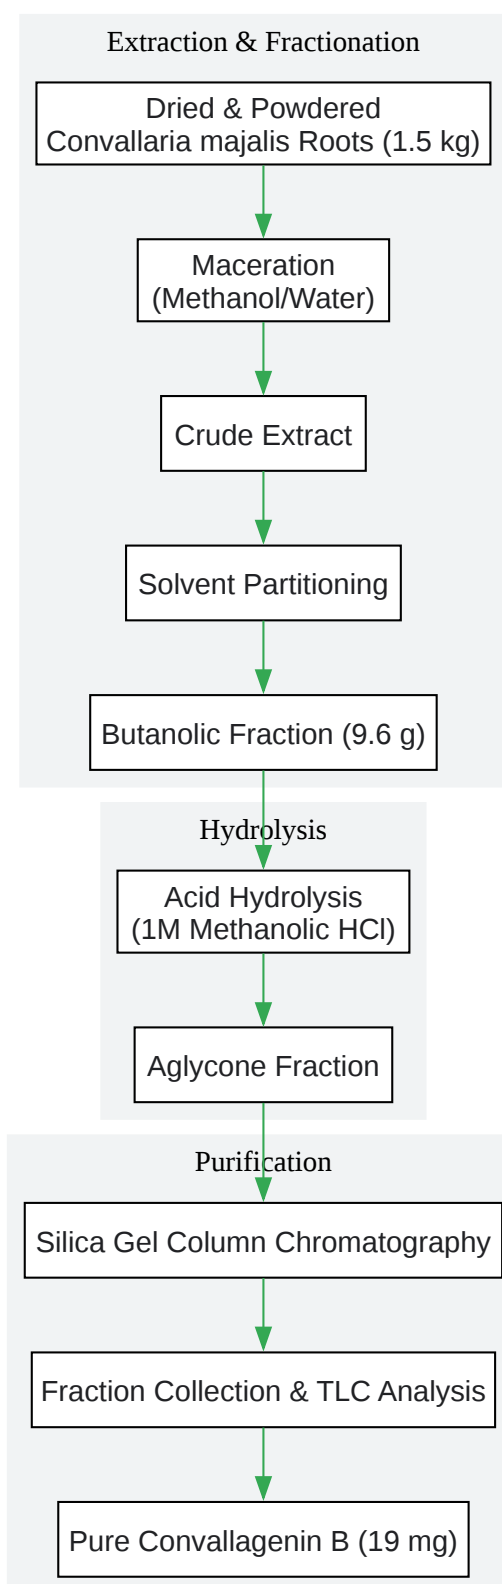 Extraction & Fractionation
Dried & Powdered
Convallaria majalis Roots (1.5 kg)
Maceration
(Methanol/Water)
Crude Extract
Solvent Partitioning
Butanolic Fraction (9.6 g)
Hydrolysis
Acid Hydrolysis
(1M Methanolic HCl)
Aglycone Fraction
Purification
Silica Gel Column Chromatography
Fraction Collection & TLC Analysis
Pure Convallagenin B (19 mg)